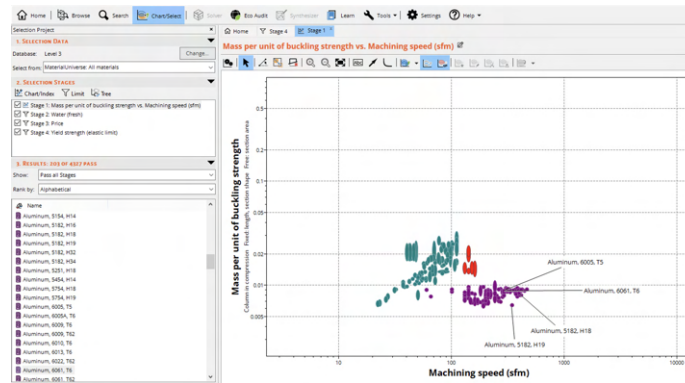 Home Browse Search Chart/Select Solver Eco Audit Synthesizer Learn Tools Settings Help
Selection Project
1. SELECTION DATA
Database: Level 3 Change...
Select from: MaterialUniverse: All materials
2. SELECTION STAGES
Chart/Index Limit Tree
Stage 1: Mass per unit of buckling strength vs. Machining speed (sfm)
Stage 2: Water (fresh)
Stage 3: Price
Stage 4: Yield strength (elastic limit)
3. RESULTS: 203 OF 4327 PASS
Show: Pass all Stages
Rank by: Alphabetical
Name
Aluminum, 5154, H14
Aluminum, 5182, H16
Aluminum, 5182, H18
Aluminum, 5182, H19
Aluminum, 5182, H32
Aluminum, 5182, H34
Aluminum, 5251, H18
Aluminum, 5454, H14
Aluminum, 5754, H18
Aluminum, 5754, H19
Aluminum, 6005, T5
Aluminum, 6005A, T6
Aluminum, 6009, T6
Aluminum, 6009, T62
Aluminum, 6010, T6
Aluminum, 6013, T6
Aluminum, 6022, T62
Aluminum, 6061, T6
Aluminum, 6061, T62
Home Stage 4 Stage 1
Mass per unit of buckling strength vs. Machining speed (sfm)
Mass per unit of buckling strength
Column in compression Fixed: length, section shape Free: section area
0.5
0.2
0.1
0.05
0.02
0.01
0.005
Aluminum, 6005, T5
Aluminum, 6061, T6
Aluminum, 5182, H18
Aluminum, 5182, H19
10 100 1000 10000
Machining speed (sfm)